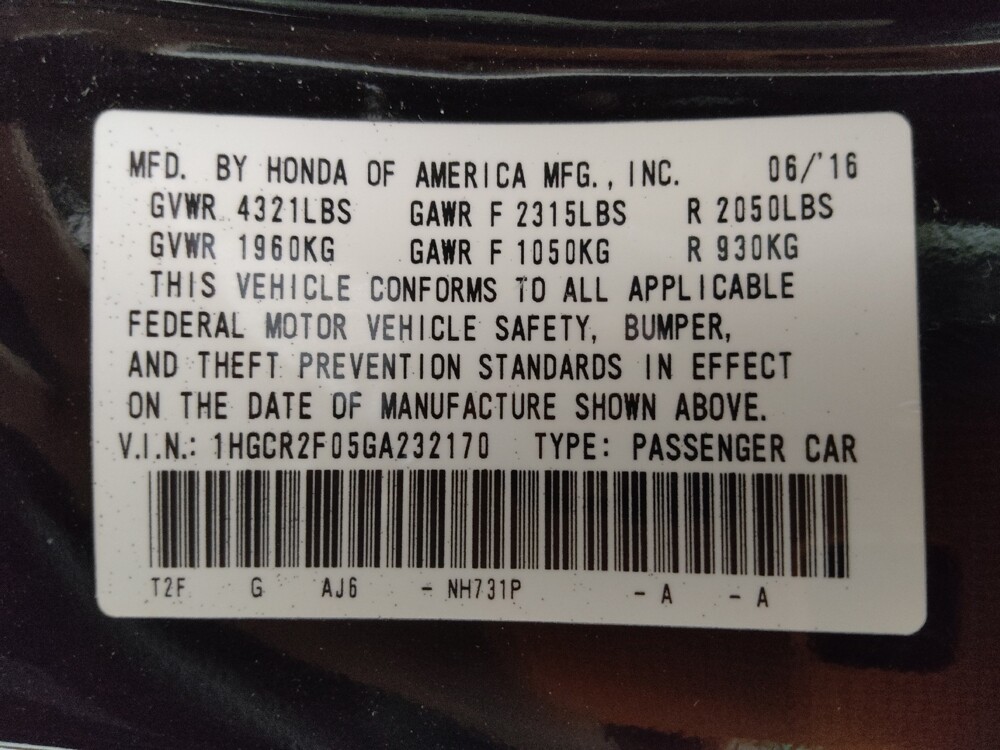 MFD. BY HONDA OF AMERICA MFG., INC. 06/'16
GVWR 4321LBS GAWR F 2315LBS R 2050LBS
GVWR 1960KG GAWR F 1050KG R 930KG
THIS VEHICLE CONFORMS TO ALL APPLICABLE
FEDERAL MOTOR VEHICLE SAFETY, BUMPER,
AND THEFT PREVENTION STANDARDS IN EFFECT
ON THE DATE OF MANUFACTURE SHOWN ABOVE.
V.I.N.: 1HGCR2F05GA232170 TYPE: PASSENGER CAR
T2F G AJ6 - NH731P - A - A